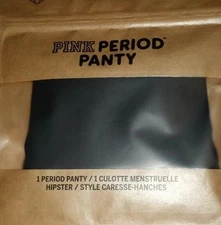 PINK PERIOD™
PANTY
1 PERIOD PANTY / 1 CULOTTE MENSTRUELLE
HIPSTER / STYLE CARESSE-HANCHES